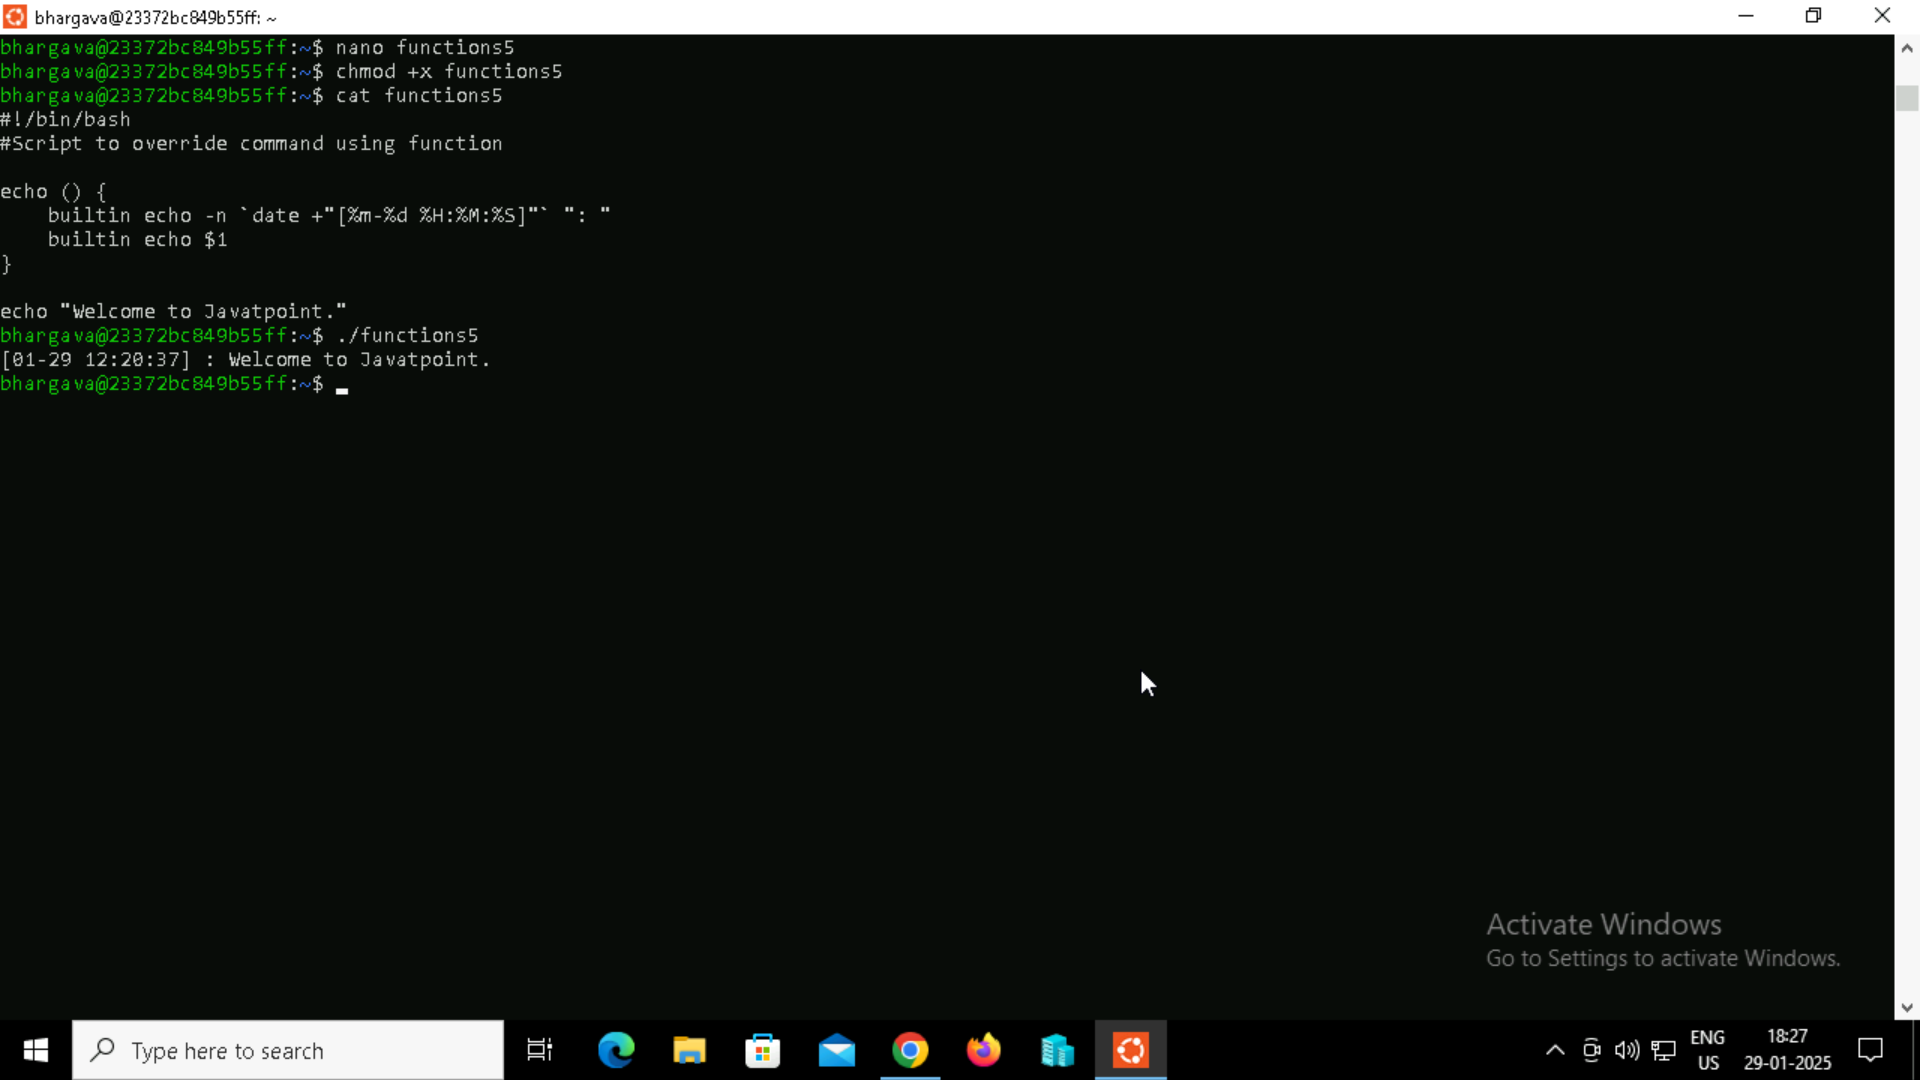 bhargava@23372bc849b55ff: ~
bhargava@23372bc849b55ff:~$ nano functions5
bhargava@23372bc849b55ff:~$ chmod +x functions5
bhargava@23372bc849b55ff:~$ cat functions5
#!/bin/bash
#Script to override command using function
echo () {
    builtin echo -n `date +"[%m-%d %H:%M:%S]"` ": "
    builtin echo $1
}
echo "Welcome to Javatpoint."
bhargava@23372bc849b55ff:~$ ./functions5
[01-29 12:20:37] : Welcome to Javatpoint.
bhargava@23372bc849b55ff:~$
Activate Windows
Go to Settings to activate Windows.
Type here to search
ENG
US
18:27
29-01-2025